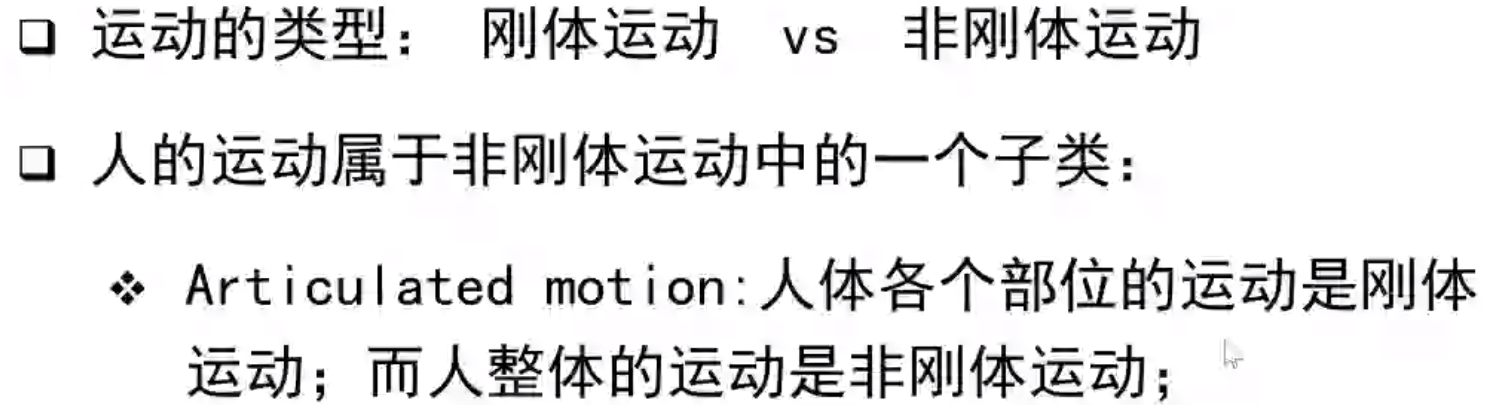 ❑ 运动的类型： 刚体运动 vs 非刚体运动
❑ 人的运动属于非刚体运动中的一个子类：
❖ Articulated motion:人体各个部位的运动是刚体
运动；而人整体的运动是非刚体运动；